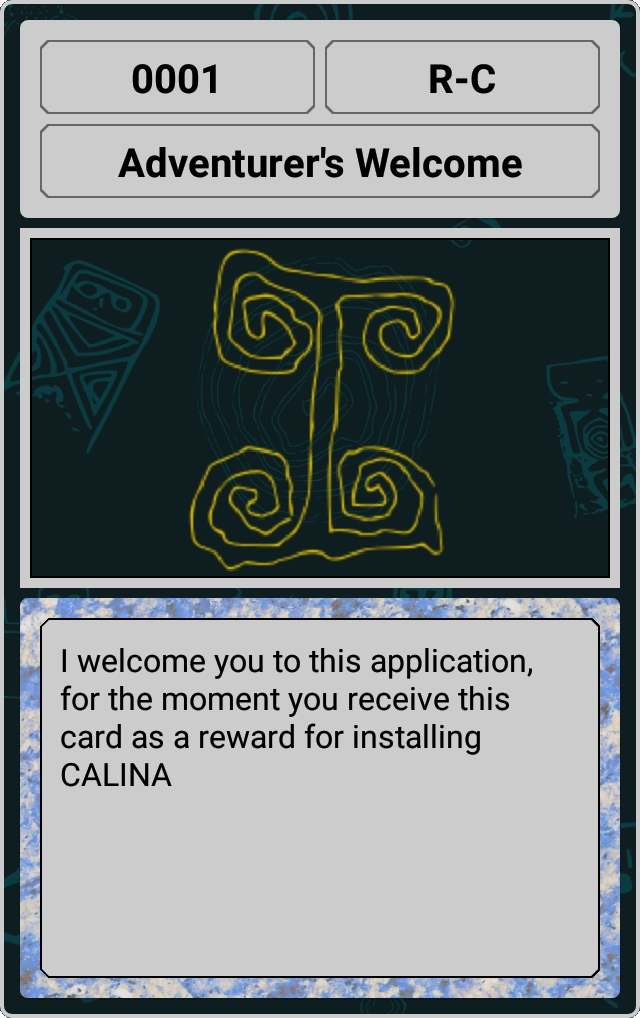 0001
R-C
Adventurer's Welcome
I welcome you to this application,
for the moment you receive this
card as a reward for installing
CALINA